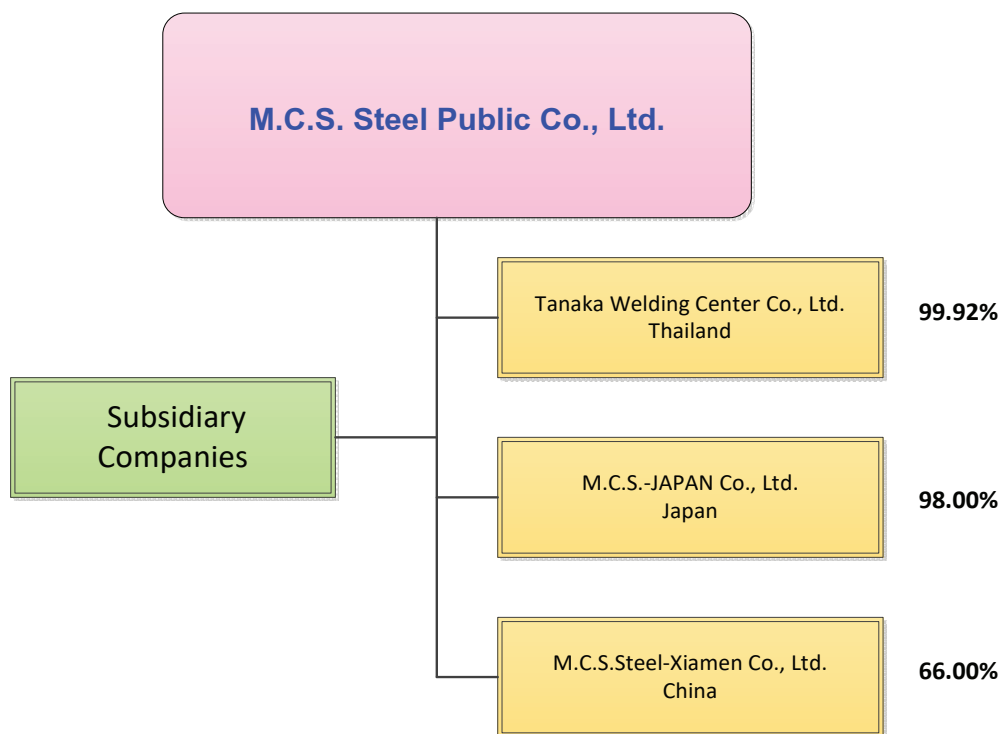 M.C.S. Steel Public Co., Ltd.
Tanaka Welding Center Co., Ltd.
Thailand
99.92%
Subsidiary
Companies
M.C.S.-JAPAN Co., Ltd.
Japan
98.00%
M.C.S.Steel-Xiamen Co., Ltd.
China
66.00%